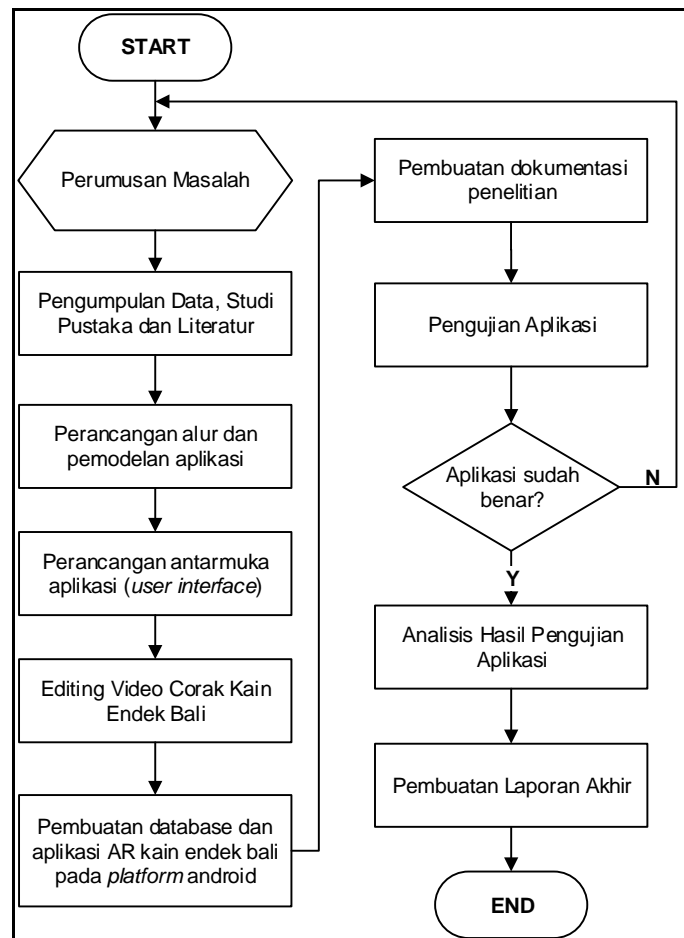 START
Perumusan Masalah
Pengumpulan Data, Studi
Pustaka dan Literatur
Perancangan alur dan
pemodelan aplikasi
Perancangan antarmuka
aplikasi (user interface)
Editing Video Corak Kain
Endek Bali
Pembuatan database dan
aplikasi AR kain endek bali
pada platform android
Pembuatan dokumentasi
penelitian
Pengujian Aplikasi
Aplikasi sudah
benar?
N
Y
Analisis Hasil Pengujian
Aplikasi
Pembuatan Laporan Akhir
END